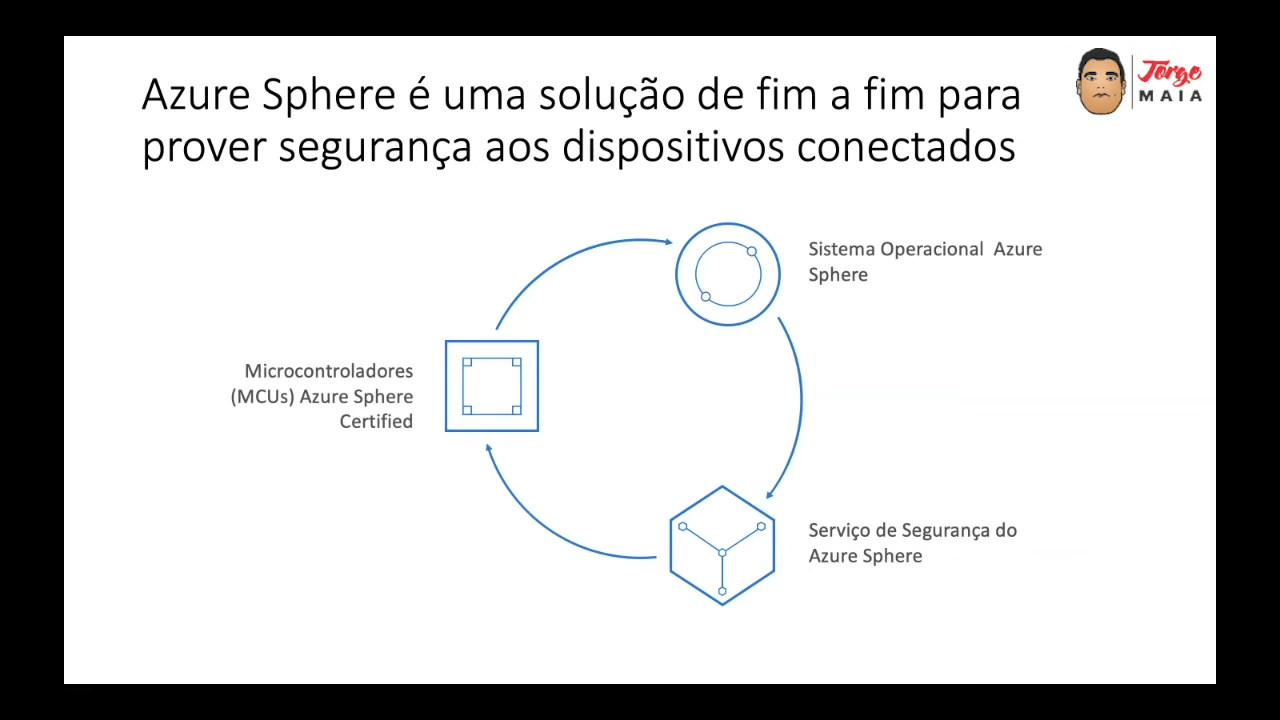 Azure Sphere é uma solução de fim a fim para
prover segurança aos dispositivos conectados
Jorge
MAIA
Sistema Operacional Azure
Sphere
Microcontroladores
(MCUs) Azure Sphere
Certified
Serviço de Segurança do
Azure Sphere